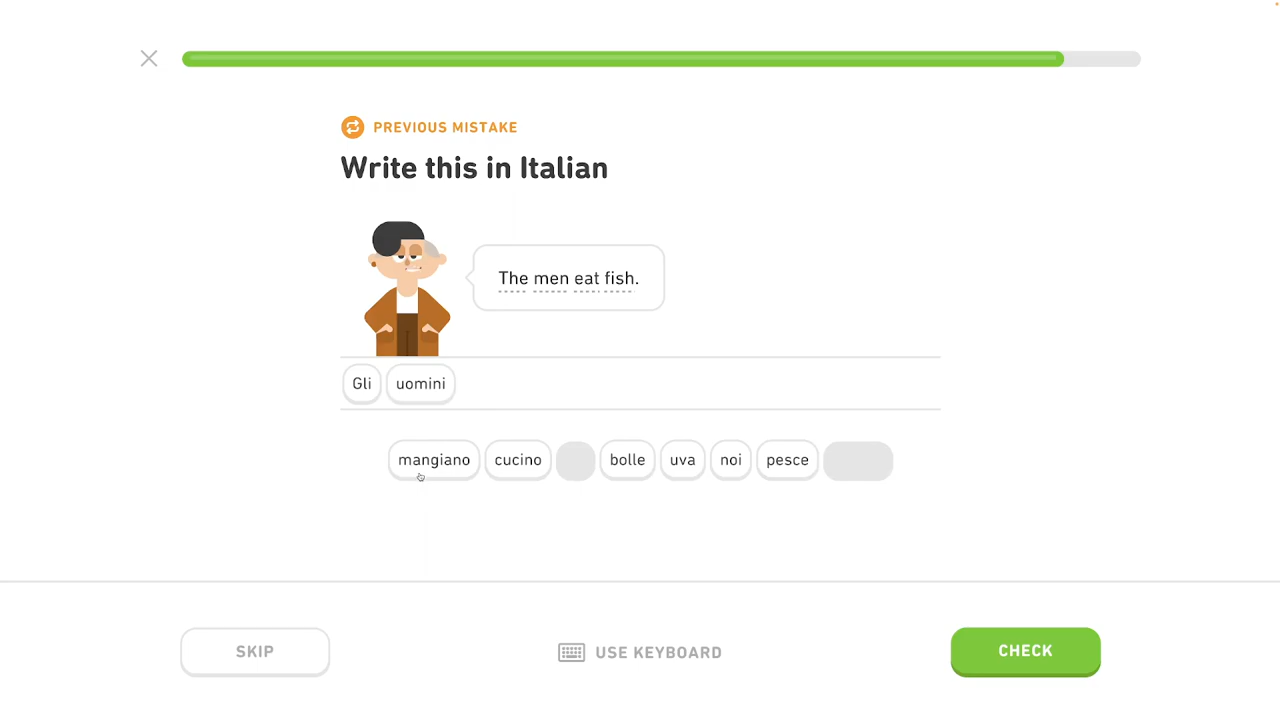 PREVIOUS MISTAKE
Write this in Italian
The men eat fish.
Gli uomini
mangiano cucino bolle uva noi pesce
SKIP USE KEYBOARD CHECK